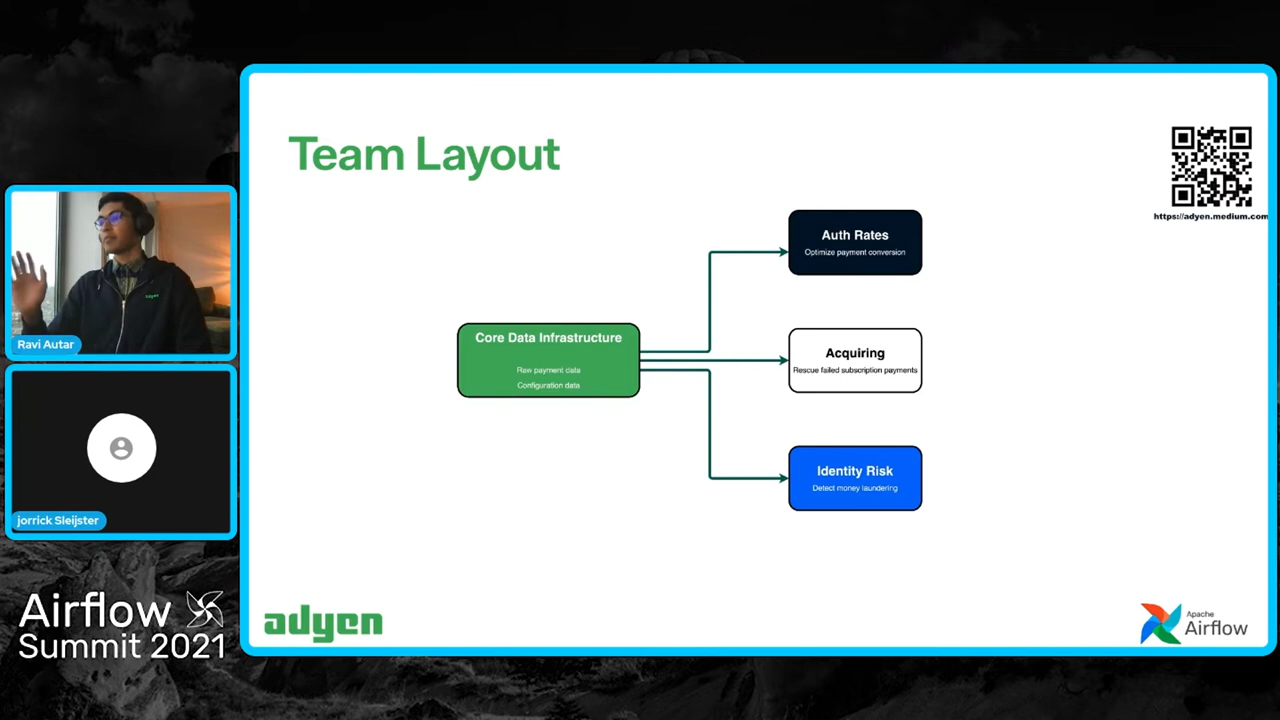 Team Layout
https://adyen.medium.com
Auth Rates
Optimize payment conversion
Core Data Infrastructure
Raw payment data
Configuration data
Acquiring
Rescue failed subscription payments
Identity Risk
Detect money laundering
adyen
Ravi Autar
jorrick Sleijster
Airflow
Summit 2021
adyen
Apache
Airflow